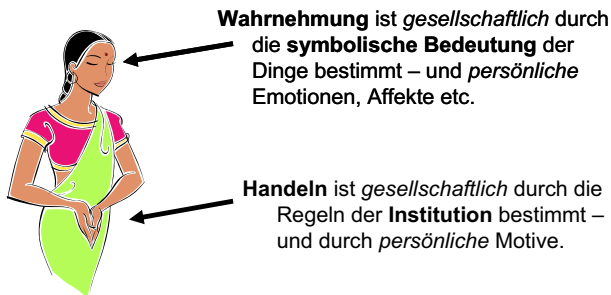 Wahrnehmung ist gesellschaftlich durch
die symbolische Bedeutung der
Dinge bestimmt – und persönliche
Emotionen, Affekte etc.
Handeln ist gesellschaftlich durch die
Regeln der Institution bestimmt –
und durch persönliche Motive.